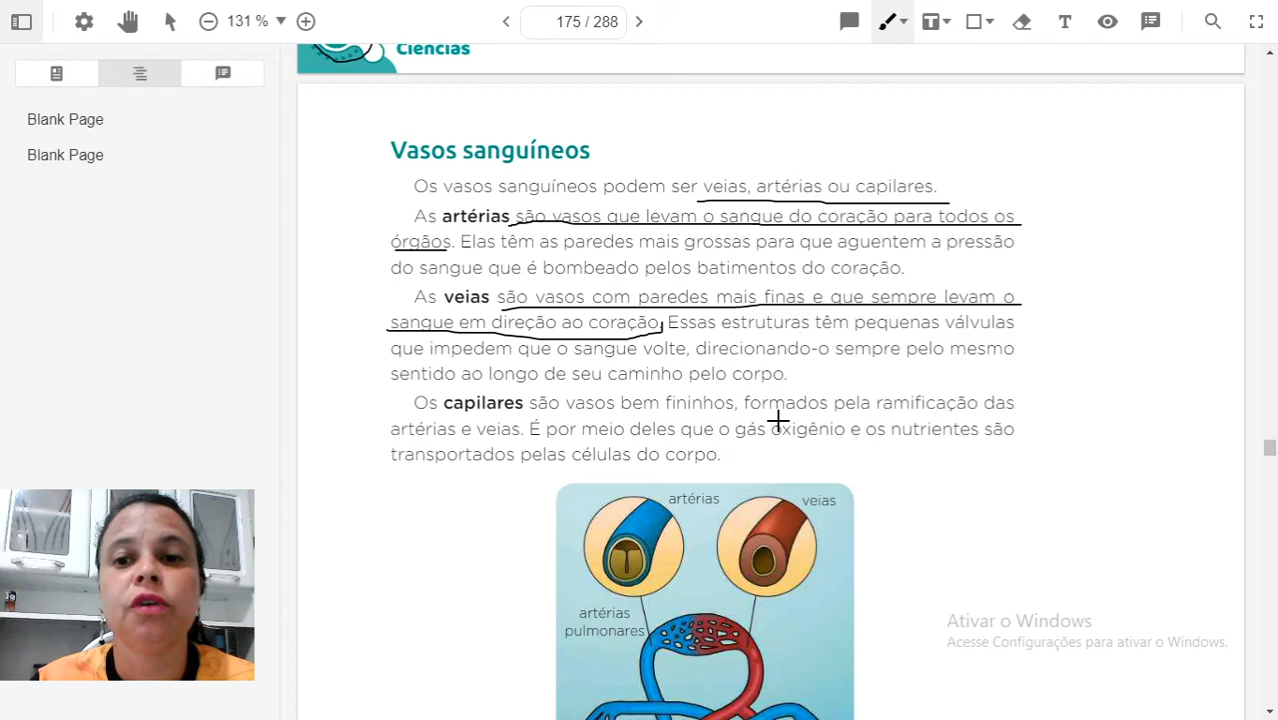 131 %
175 / 288
Ciências
Blank Page
Blank Page
Vasos sanguíneos
Os vasos sanguíneos podem ser veias, artérias ou capilares.
As artérias são vasos que levam o sangue do coração para todos os
órgãos. Elas têm as paredes mais grossas para que aguentem a pressão
do sangue que é bombeado pelos batimentos do coração.
As veias são vasos com paredes mais finas e que sempre levam o
sangue em direção ao coração. Essas estruturas têm pequenas válvulas
que impedem que o sangue volte, direcionando-o sempre pelo mesmo
sentido ao longo de seu caminho pelo corpo.
Os capilares são vasos bem fininhos, formados pela ramificação das
artérias e veias. É por meio deles que o gás oxigênio e os nutrientes são
transportados pelas células do corpo.
artérias
veias
artérias
pulmonares
Ativar o Windows
Acesse Configurações para ativar o Windows.